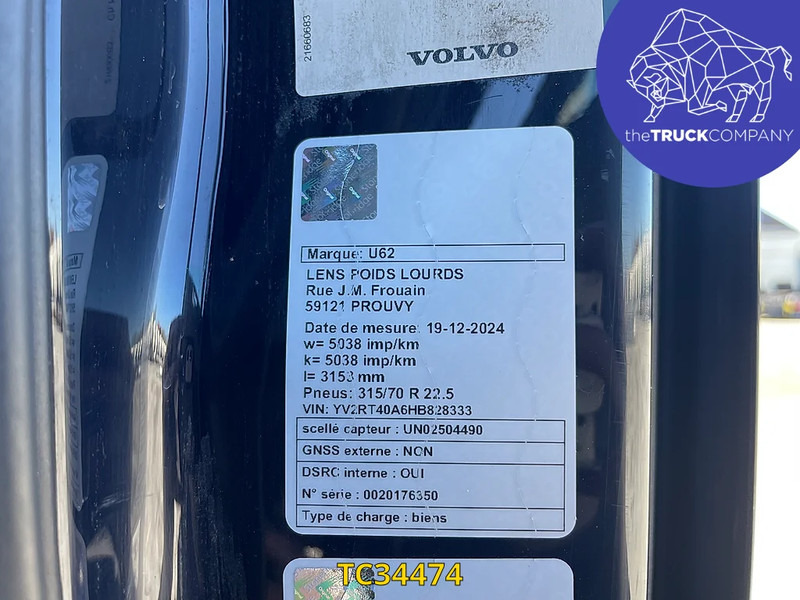 21660683
VOLVO
theTRUCKCOMPANY
Marque: U62
LENS POIDS LOURDS
Rue J.M. Frouain
59121 PROUVY
Date de mesure: 19-12-2024
w= 5038 imp/km
k= 5038 imp/km
l= 3153 mm
Pneus: 315/70 R 22.5
VIN: YV2RT40A6HB828333
scellé capteur : UN02504490
GNSS externe : NON
DSRC interne : OUI
N° série : 0020176350
Type de charge : biens
TC34474